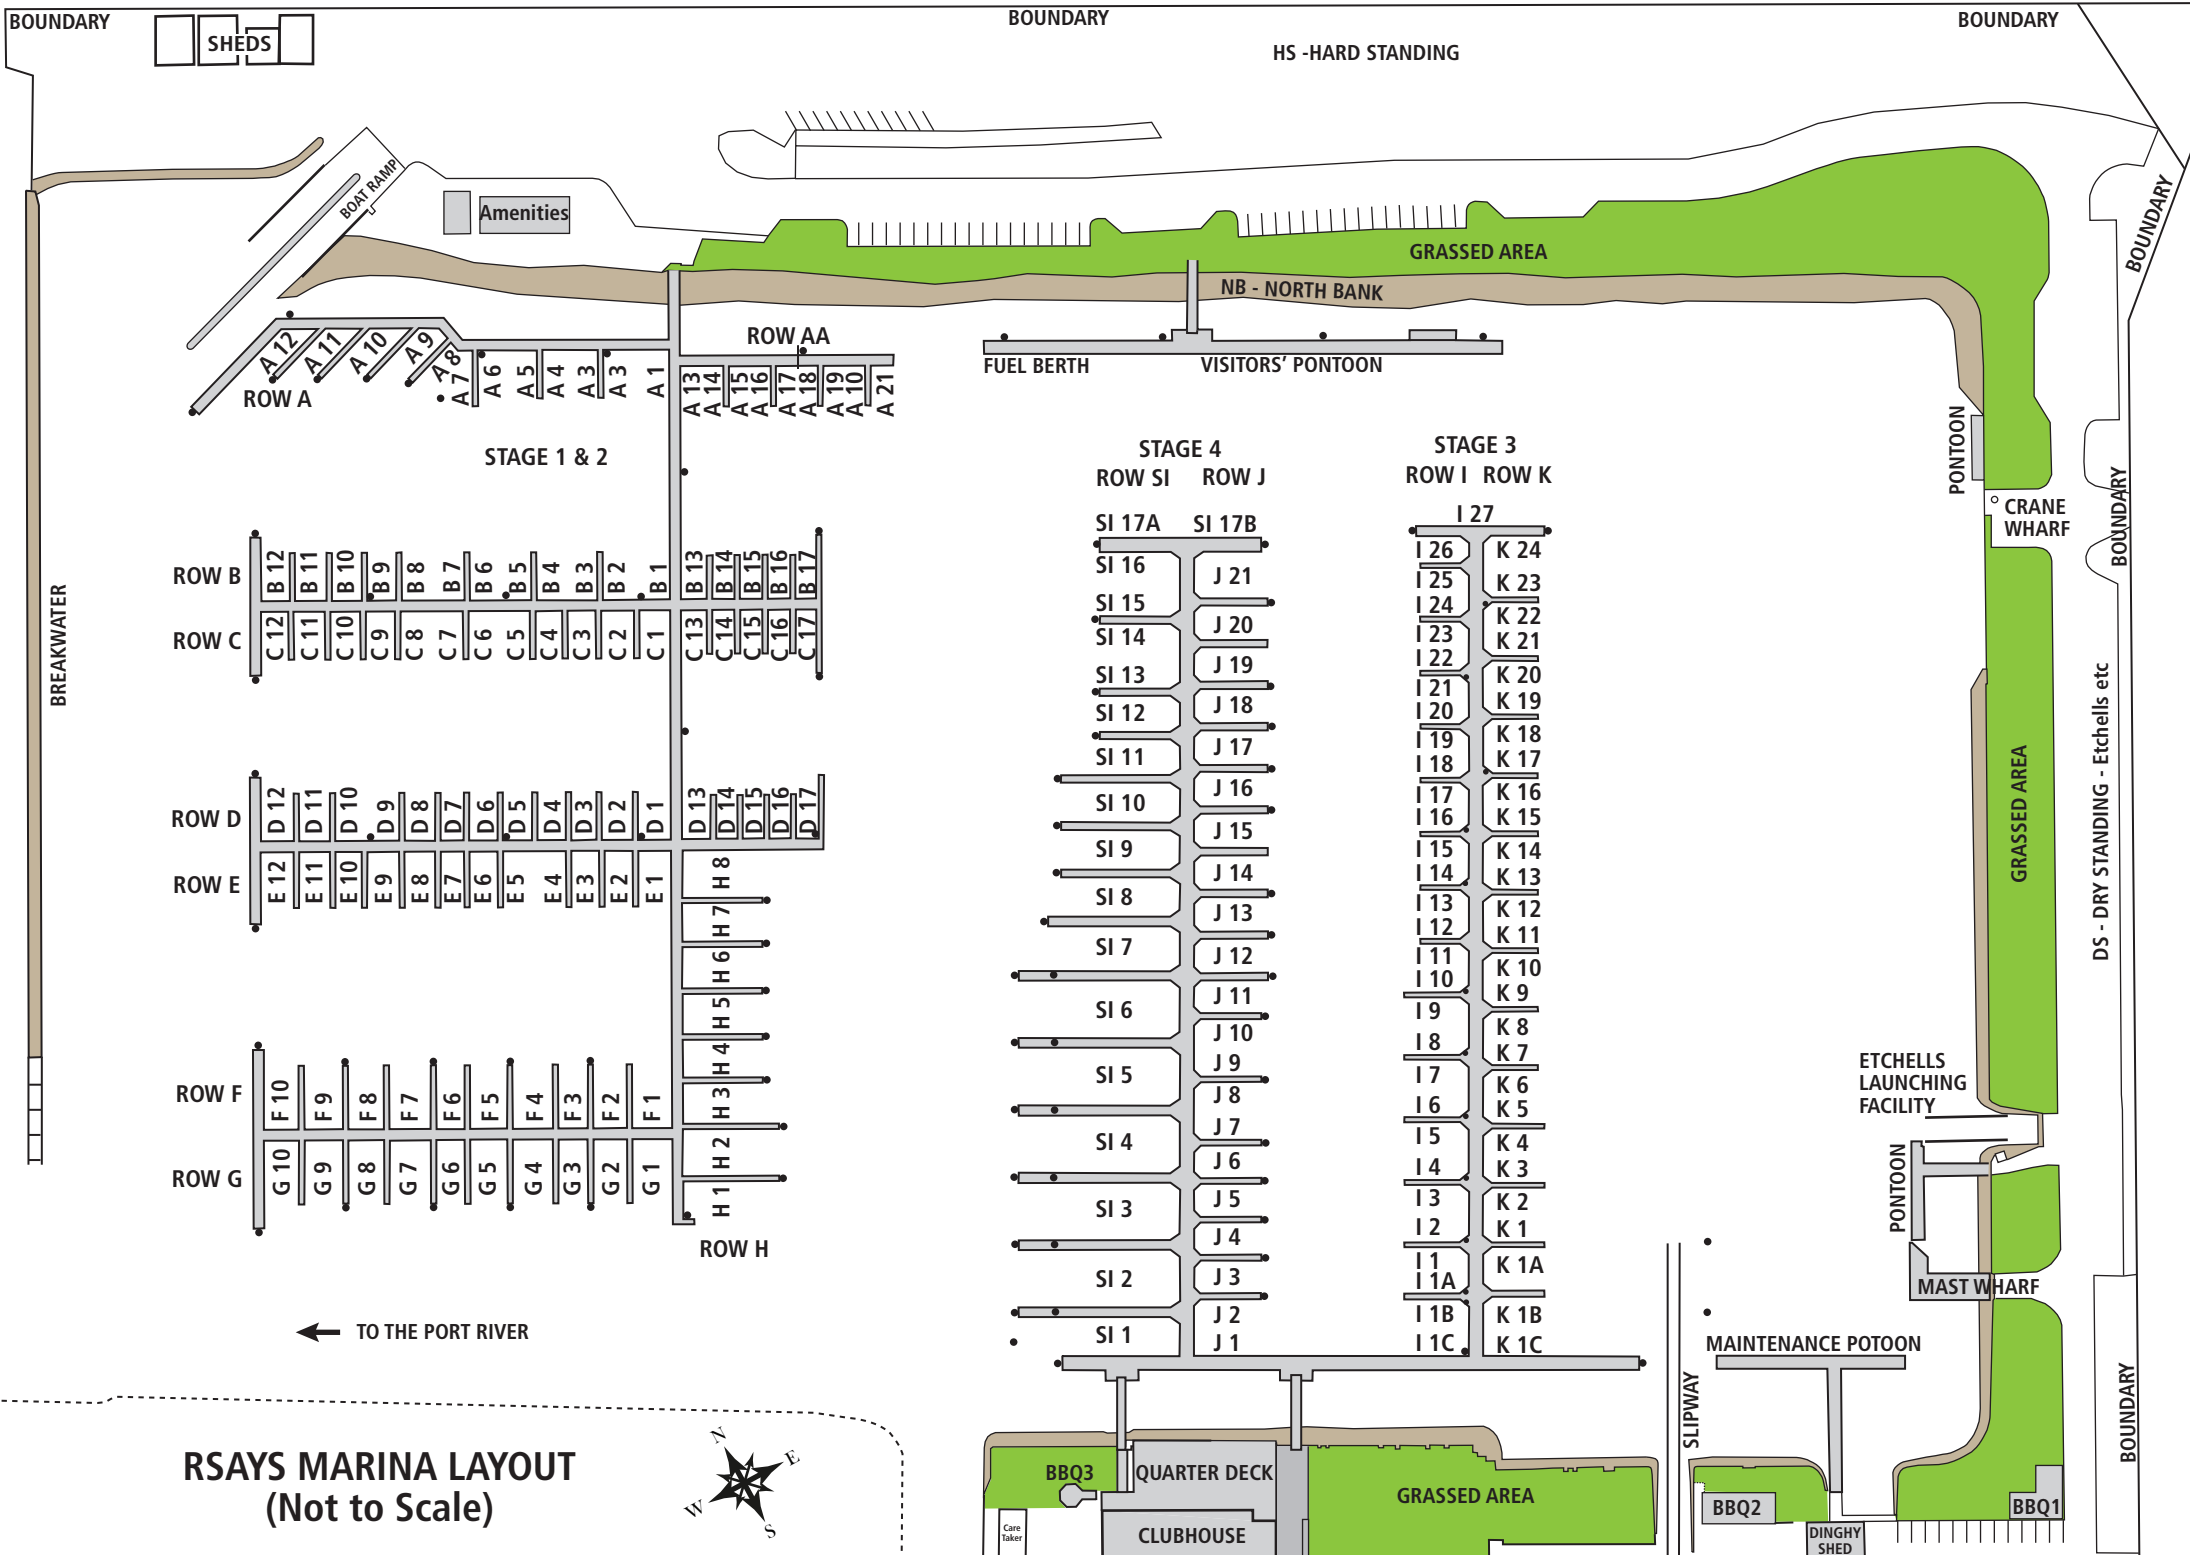 BOUNDARY
BOUNDARY
BOUNDARY
SHEDS
HS -HARD STANDING
BOAT RAMP
Amenities
BOUNDARY
GRASSED AREA
NB - NORTH BANK
ROW AA
FUEL BERTH
VISITORS' PONTOON
A 12
A 11
A 10
A 9
A 8
A 7
A 6
A 5
A 4
A 3
A 3
A 1
A 13
A 14
A 15
A 16
A 17
A 18
A 19
A 10
A 21
ROW A
STAGE 1 & 2
STAGE 4
ROW SI
ROW J
STAGE 3
ROW I
ROW K
PONTOON
CRANE
WHARF
BOUNDARY
BREAKWATER
ROW B
B 12
B 11
B 10
B 9
B 8
B 7
B 6
B 5
B 4
B 3
B 2
B 1
B 13
B 14
B 15
B 16
B 17
ROW C
C 12
C 11
C 10
C 9
C 8
C 7
C 6
C 5
C 4
C 3
C 2
C 1
C 13
C 14
C 15
C 16
C 17
ROW D
D 12
D 11
D 10
D 9
D 8
D 7
D 6
D 5
D 4
D 3
D 2
D 1
D 13
D 14
D 15
D 16
D 17
ROW E
E 12
E 11
E 10
E 9
E 8
E 7
E 6
E 5
E 4
E 3
E 2
E 1
H 8
H 7
H 6
H 5
H 4
H 3
H 2
H 1
ROW F
F 10
F 9
F 8
F 7
F 6
F 5
F 4
F 3
F 2
F 1
ROW G
G 10
G 9
G 8
G 7
G 6
G 5
G 4
G 3
G 2
G 1
ROW H
SI 17A
SI 17B
SI 16
SI 15
SI 14
SI 13
SI 12
SI 11
SI 10
SI 9
SI 8
SI 7
SI 6
SI 5
SI 4
SI 3
SI 2
SI 1
J 21
J 20
J 19
J 18
J 17
J 16
J 15
J 14
J 13
J 12
J 11
J 10
J 9
J 8
J 7
J 6
J 5
J 4
J 3
J 2
J 1
I 27
I 26
I 25
I 24
I 23
I 22
I 21
I 20
I 19
I 18
I 17
I 16
I 15
I 14
I 13
I 12
I 11
I 10
I 9
I 8
I 7
I 6
I 5
I 4
I 3
I 2
I 1
I 1A
I 1B
I 1C
K 24
K 23
K 22
K 21
K 20
K 19
K 18
K 17
K 16
K 15
K 14
K 13
K 12
K 11
K 10
K 9
K 8
K 7
K 6
K 5
K 4
K 3
K 2
K 1
K 1A
K 1B
K 1C
GRASSED AREA
DS - DRY STANDING - Etchells etc
ETCHELLS
LAUNCHING
FACILITY
PONTOON
MAST WHARF
MAINTENANCE POTOON
SLIPWAY
BOUNDARY
TO THE PORT RIVER
RSAYS MARINA LAYOUT
(Not to Scale)
N
E
W
S
BBQ3
QUARTER DECK
Care
Taker
CLUBHOUSE
GRASSED AREA
BBQ2
DINGHY
SHED
BBQ1